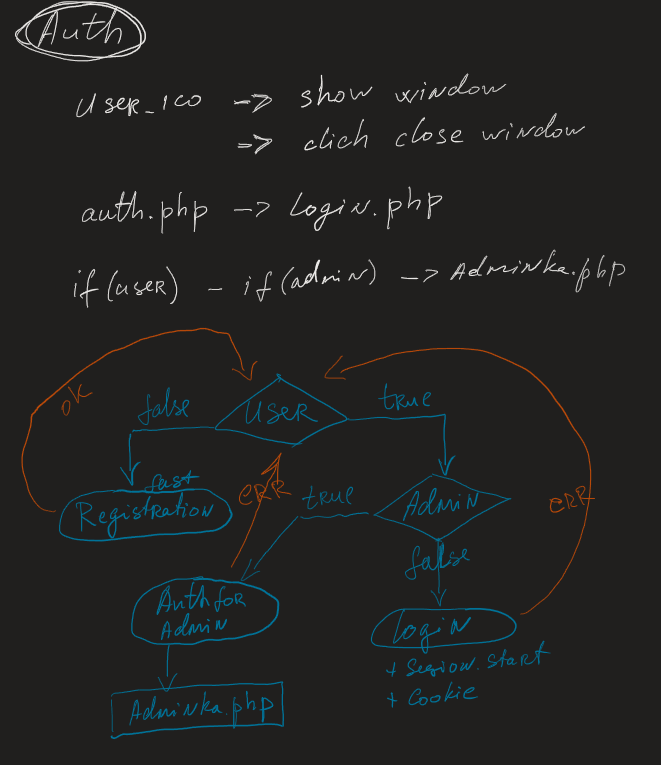 Auth
user_ico -> show window
=> clich close window
auth.php -> login.php
if(user) - if(admin) -> Adminka.php
OK
false
user
true
fast
Registration
ERR
true
Admin
ERR
false
Auth for
Admin
login
+ Session.start
+ Cookie
Adminka.php